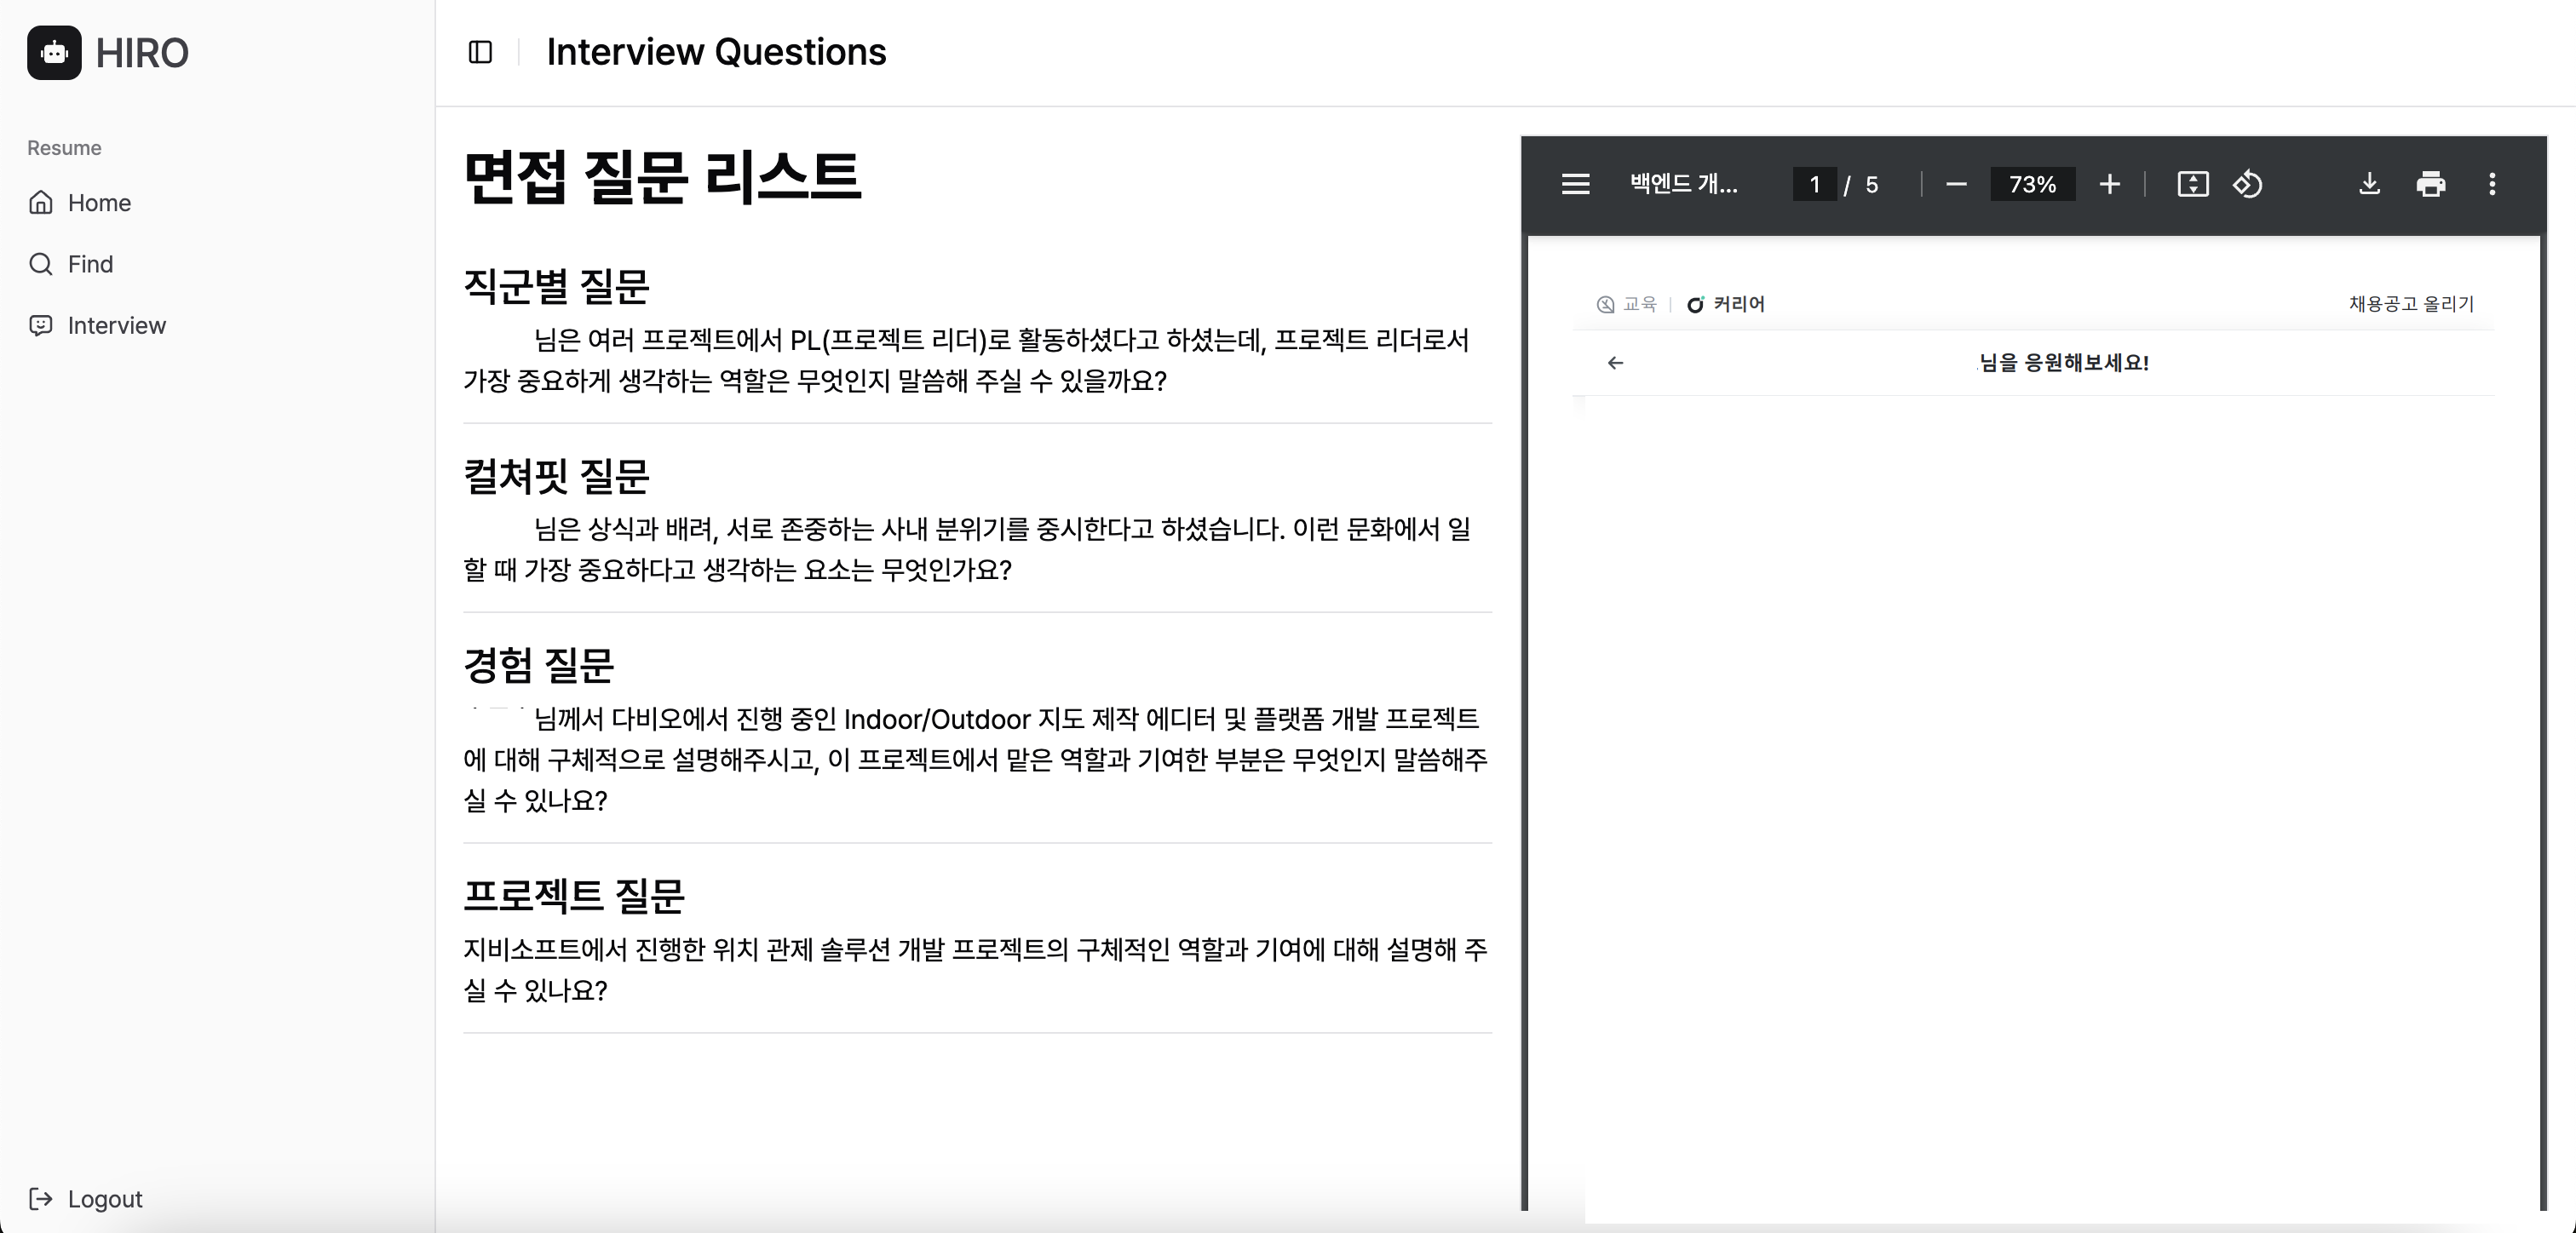 HIRO
Resume
Home
Find
Interview
Logout
Interview Questions
면접 질문 리스트
직군별 질문
님은 여러 프로젝트에서 PL(프로젝트 리더)로 활동하셨다고 하셨는데, 프로젝트 리더로서
가장 중요하게 생각하는 역할은 무엇인지 말씀해 주실 수 있을까요?
컬쳐핏 질문
님은 상식과 배려, 서로 존중하는 사내 분위기를 중시한다고 하셨습니다. 이런 문화에서 일
할 때 가장 중요하다고 생각하는 요소는 무엇인가요?
경험 질문
님께서 다비오에서 진행 중인 Indoor/Outdoor 지도 제작 에디터 및 플랫폼 개발 프로젝트
에 대해 구체적으로 설명해주시고, 이 프로젝트에서 맡은 역할과 기여한 부분은 무엇인지 말씀해주
실 수 있나요?
프로젝트 질문
지비소프트에서 진행한 위치 관제 솔루션 개발 프로젝트의 구체적인 역할과 기여에 대해 설명해 주
실 수 있나요?
백엔드 개... 1 / 5 73%
교육 커리어 채용공고 올리기
님을 응원해보세요!